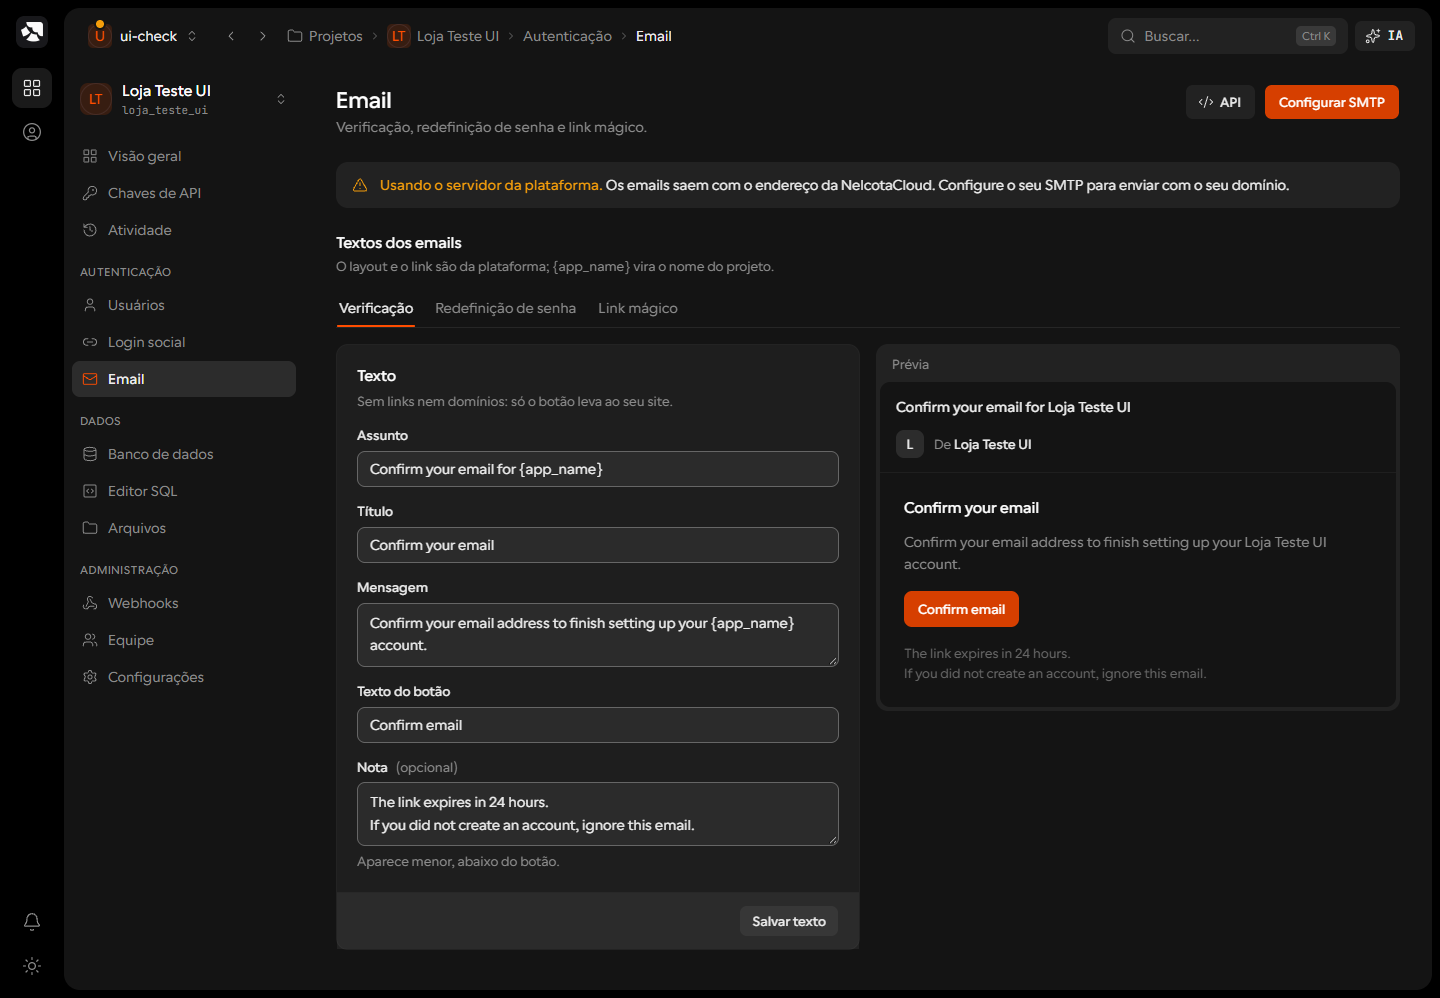 U ui-check
Projetos
LT Loja Teste UI
Autenticação
Email
Buscar... Ctrl K
IA
LT Loja Teste UI
loja_teste_ui
Visão geral
Chaves de API
Atividade
AUTENTICAÇÃO
Usuários
Login social
Email
DADOS
Banco de dados
Editor SQL
Arquivos
ADMINISTRAÇÃO
Webhooks
Equipe
Configurações
Email
Verificação, redefinição de senha e link mágico.
</> API
Configurar SMTP
Usando o servidor da plataforma. Os emails saem com o endereço da NelcotaCloud. Configure o seu SMTP para enviar com o seu domínio.
Textos dos emails
O layout e o link são da plataforma; {app_name} vira o nome do projeto.
Verificação
Redefinição de senha
Link mágico
Texto
Sem links nem domínios: só o botão leva ao seu site.
Assunto
Confirm your email for {app_name}
Título
Confirm your email
Mensagem
Confirm your email address to finish setting up your {app_name}
account.
Texto do botão
Confirm email
Nota (opcional)
The link expires in 24 hours.
If you did not create an account, ignore this email.
Aparece menor, abaixo do botão.
Salvar texto
Prévia
Confirm your email for Loja Teste UI
L De Loja Teste UI
Confirm your email
Confirm your email address to finish setting up your Loja Teste UI
account.
Confirm email
The link expires in 24 hours.
If you did not create an account, ignore this email.